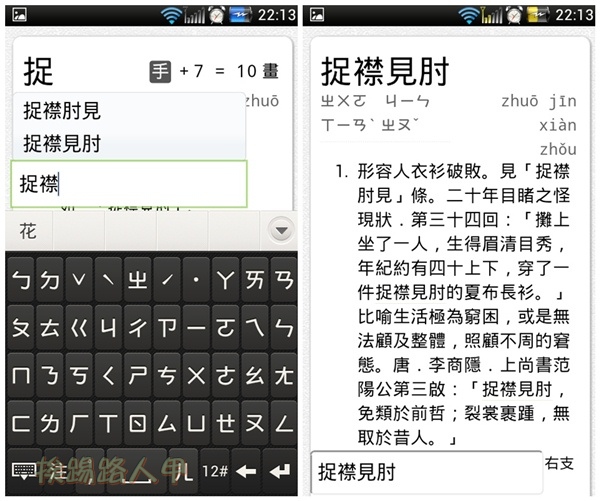 22:13
捉
手 +7 = 10 畫
zhuō
捉襟肘見
捉襟見肘
捉襟
花
ㄅ ㄉ ˇ ˋ ㄓ ˊ ˙ ㄚ ㄞ ㄢ
ㄆ ㄊ ㄍ ㄐ ㄔ ㄗ ㄧ ㄛ ㄟ ㄣ
ㄇ ㄋ ㄎ ㄑ ㄕ ㄘ ㄨ ㄜ ㄠ ㄤ
ㄈ ㄌ ㄏ ㄒ ㄖ ㄙ ㄩ ㄝ ㄡ ㄥ
注 , ㄦ 12#
挨踢路人甲
22:13
捉襟見肘
ㄓㄨㄛ ㄐㄧㄣ
ㄒㄧㄢˋ ㄓㄡˇ
zhuō jīn
xiàn
zhǒu
1. 形容人衣衫破敗。見「捉襟
肘見」條。二十年目睹之怪
現狀．第三十四回：「攤上
坐了一人，生得眉清目秀，
年紀約有四十上下，穿了一
件捉襟見肘的夏布長衫。」
比喻生活極為窮困，或是無
法顧及整體，照顧不周的窘
態。唐．李商隱．上尚書范
陽公第三啟：「捉襟見肘，
免類於前哲；裂裳裹踵，無
取於昔人。」
捉襟見肘
右支